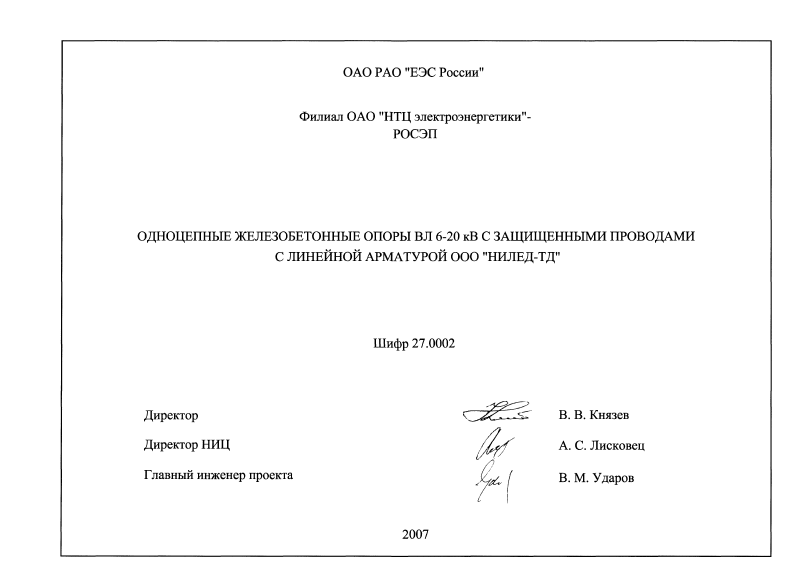 ОАО РАО "ЕЭС России"
Филиал ОАО "НТЦ электроэнергетики"-
РОСЭП
ОДНОЦЕПНЫЕ ЖЕЛЕЗОБЕТОННЫЕ ОПОРЫ ВЛ 6-20 кВ С ЗАЩИЩЕННЫМИ ПРОВОДАМИ
С ЛИНЕЙНОЙ АРМАТУРОЙ ООО "НИЛЕД-ТД"
Шифр 27.0002
Директор В. В. Князев
Директор НИЦ А. С. Лисковец
Главный инженер проекта В. М. Ударов
2007